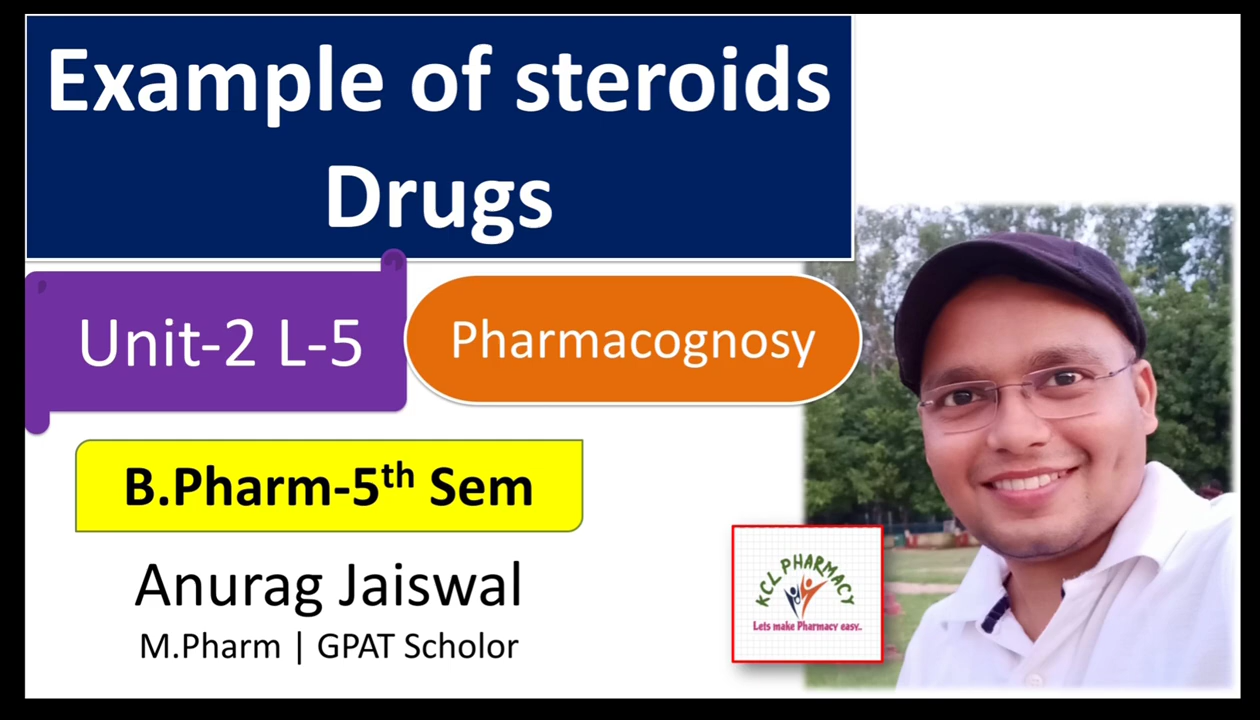 Example of steroids
Drugs
Unit-2 L-5
Pharmacognosy
B.Pharm-5th Sem
Anurag Jaiswal
M.Pharm | GPAT Scholor
KCL PHARMACY
Lets make Pharmacy easy..